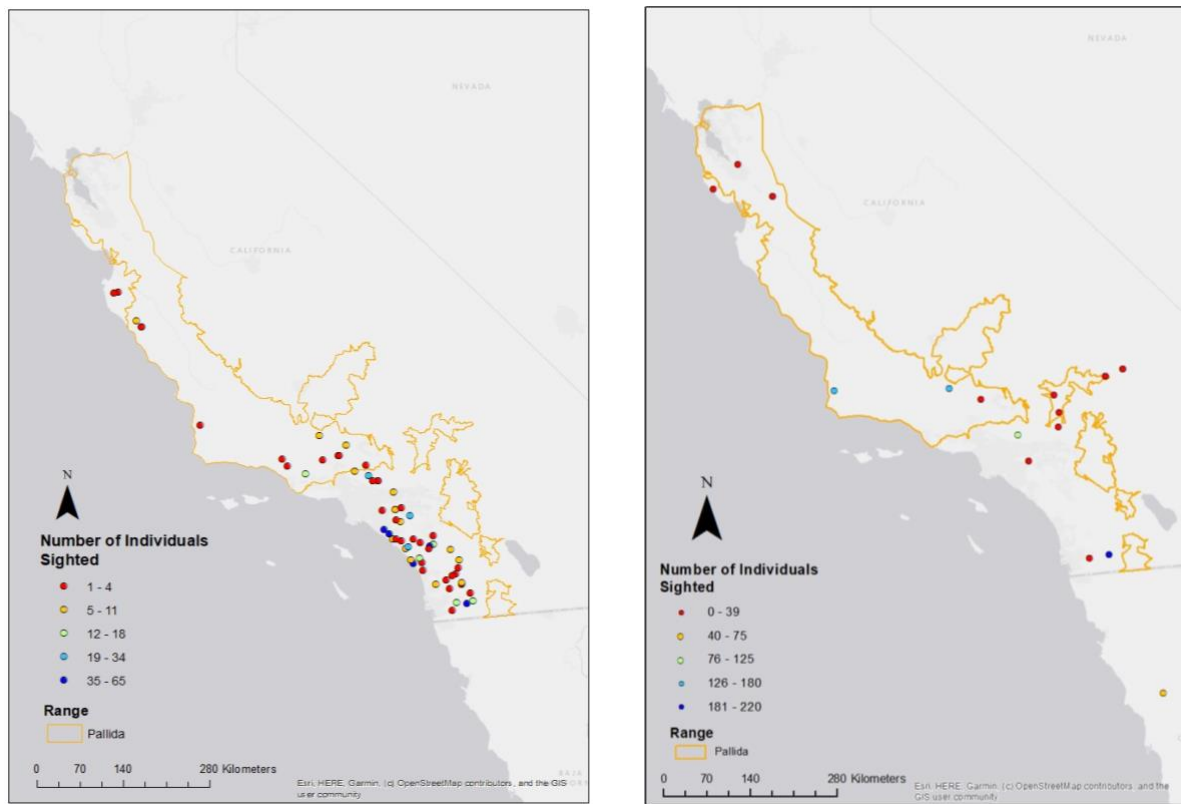 NEVADA
CALIFORNIA
N
Number of Individuals
Sighted
1 - 4
5 - 11
12 - 18
19 - 34
35 - 65
Range
Pallida
0 70 140 280 Kilometers
Esri, HERE, Garmin, (c) OpenStreetMap contributors, and the GIS
user community
NEVADA
CALIFORNIA
N
Number of Individuals
Sighted
0 - 39
40 - 75
76 - 125
126 - 180
181 - 220
Range
Pallida
0 70 140 280 Kilometers
Esri, HERE, Garmin, (c) OpenStreetMap contributors, and the
GIS user community